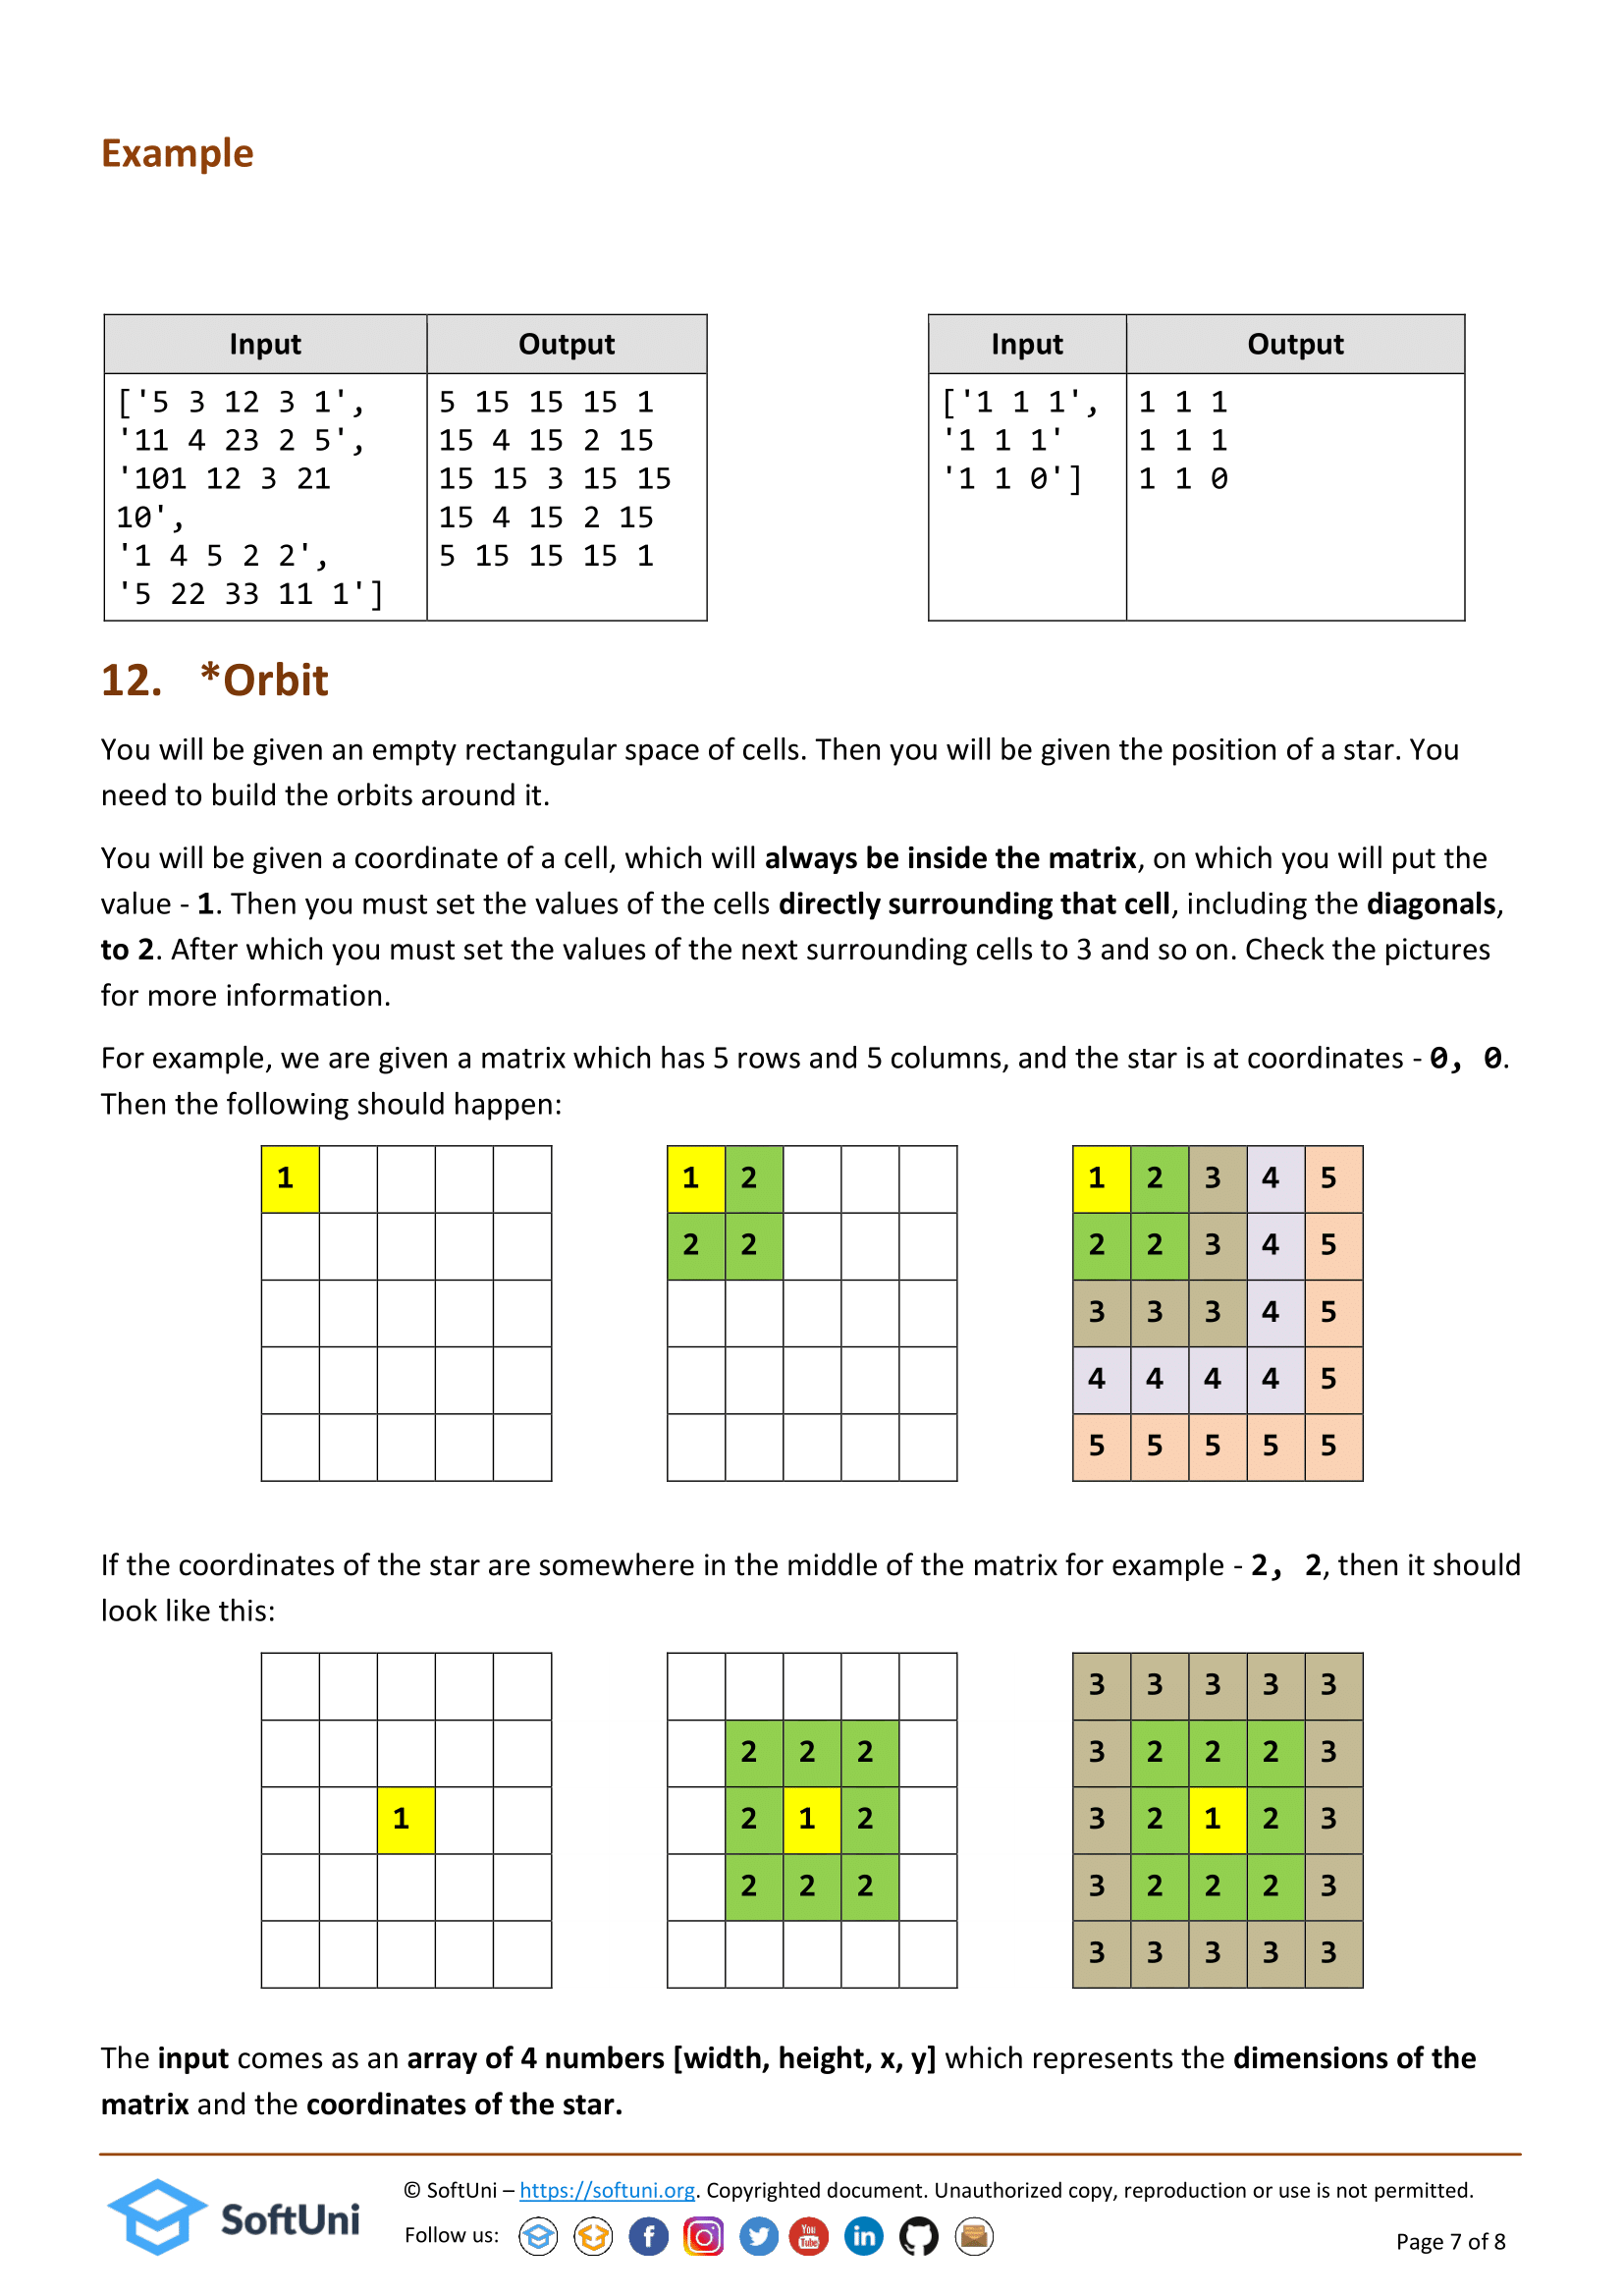 Example
Input Output
['5 3 12 3 1', 5 15 15 15 1
'11 4 23 2 5', 15 4 15 2 15
'101 12 3 21 15 15 3 15 15
10', 15 4 15 2 15
'1 4 5 2 2', 5 15 15 15 1
'5 22 33 11 1']
Input Output
['1 1 1', 1 1 1
'1 1 1' 1 1 1
'1 1 0'] 1 1 0
12. *Orbit
You will be given an empty rectangular space of cells. Then you will be given the position of a star. You
need to build the orbits around it.
You will be given a coordinate of a cell, which will always be inside the matrix, on which you will put the
value - 1. Then you must set the values of the cells directly surrounding that cell, including the diagonals,
to 2. After which you must set the values of the next surrounding cells to 3 and so on. Check the pictures
for more information.
For example, we are given a matrix which has 5 rows and 5 columns, and the star is at coordinates - 0, 0.
Then the following should happen:
1
1 2
2 2
1 2 3 4 5
2 2 3 4 5
3 3 3 4 5
4 4 4 4 5
5 5 5 5 5
If the coordinates of the star are somewhere in the middle of the matrix for example - 2, 2, then it should
look like this:
1
2 2 2
2 1 2
2 2 2
3 3 3 3 3
3 2 2 2 3
3 2 1 2 3
3 2 2 2 3
3 3 3 3 3
The input comes as an array of 4 numbers [width, height, x, y] which represents the dimensions of the
matrix and the coordinates of the star.
SoftUni
© SoftUni – https://softuni.org. Copyrighted document. Unauthorized copy, reproduction or use is not permitted.
Follow us:
You
Tube
Page 7 of 8